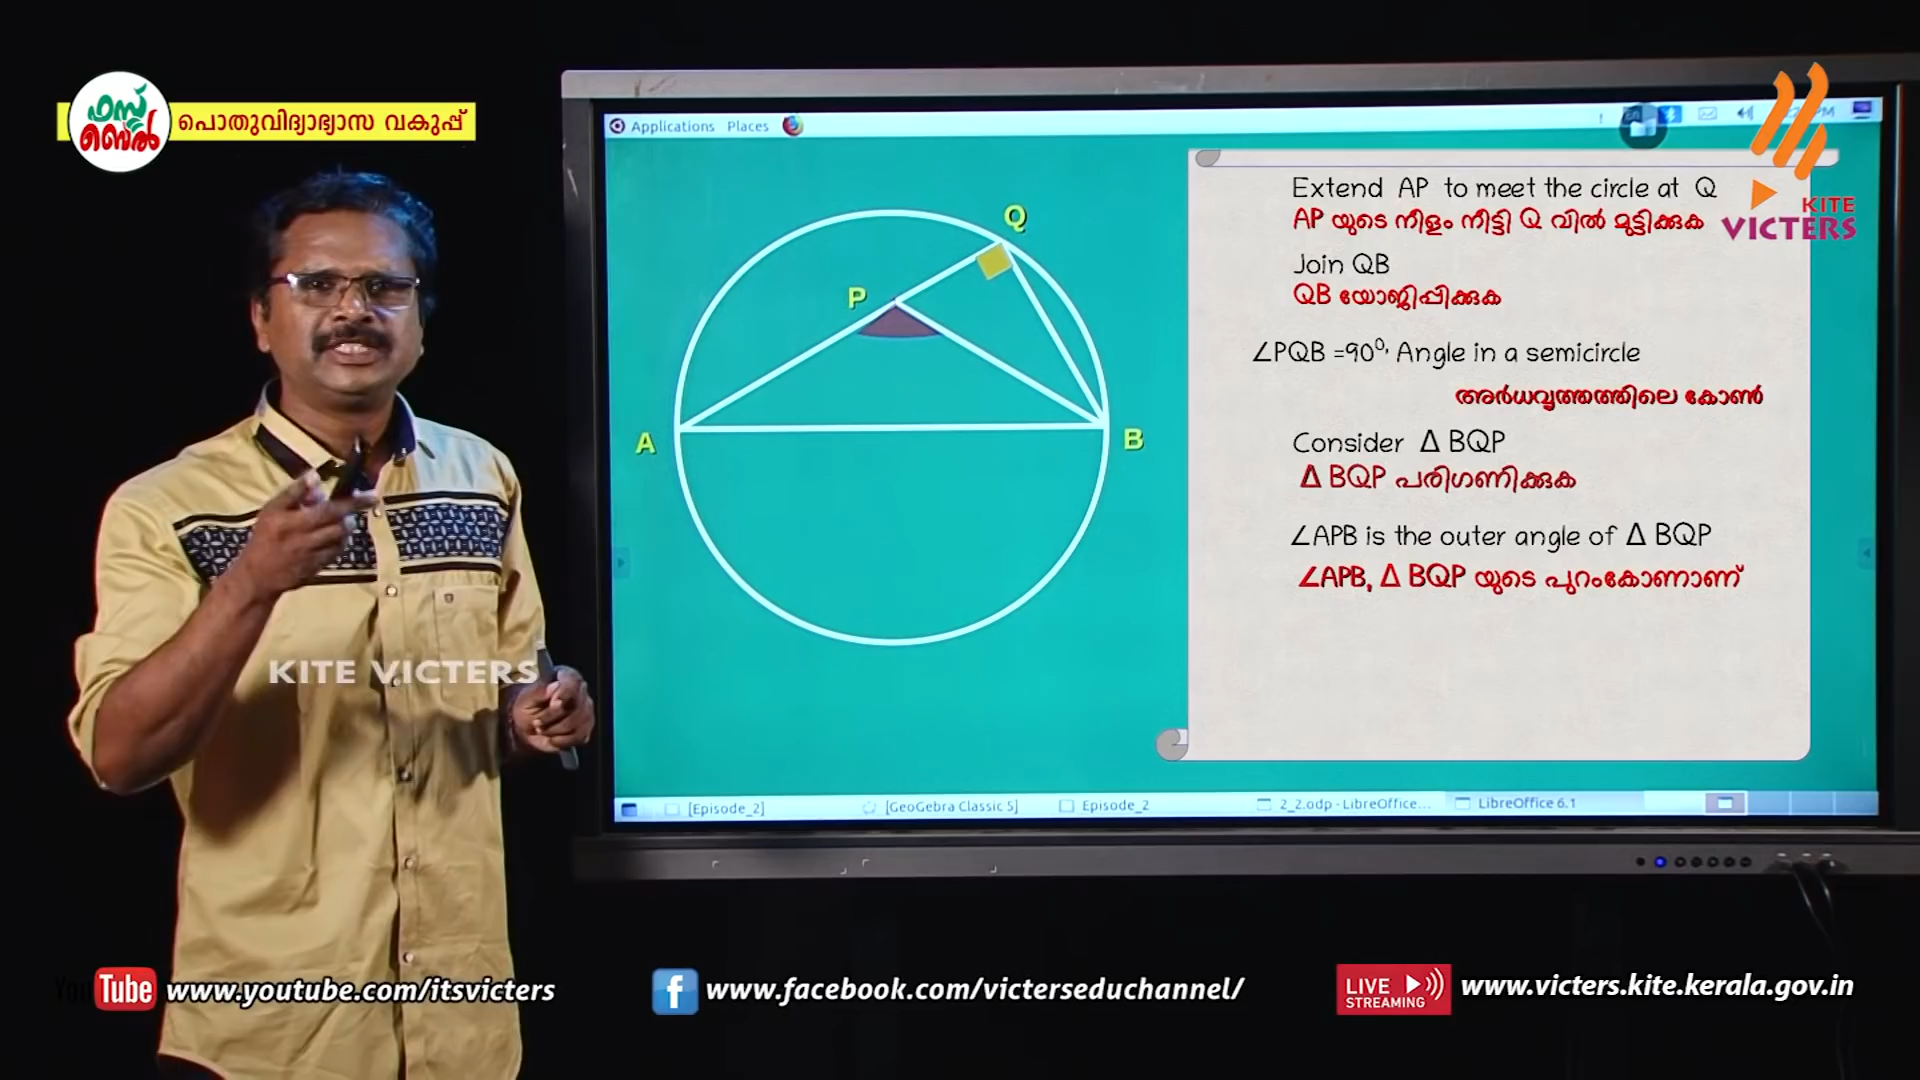 ഫസ്റ്റ്
ബെൽ
പൊതുവിദ്യാഭ്യാസ വകുപ്പ്
Applications Places
KITE
VICTERS
Extend AP to meet the circle at Q
AP യുടെ നീളം നീട്ടി Q വിൽ മുട്ടിക്കുക
Join QB
QB യോജിപ്പിക്കുക
∠PQB =90⁰, Angle in a semicircle
അർധവൃത്തത്തിലെ കോൺ
Consider Δ BQP
Δ BQP പരിഗണിക്കുക
∠APB is the outer angle of Δ BQP
∠APB, Δ BQP യുടെ പുറംകോണാണ്
Q
P
A
B
KITE VICTERS
[Episode_2] [GeoGebra Classic 5] Episode_2 2_2.odp - LibreOffice... LibreOffice 6.1
YouTube www.youtube.com/itsvicters
f www.facebook.com/victerseduchannel/
LIVE STREAMING www.victers.kite.kerala.gov.in